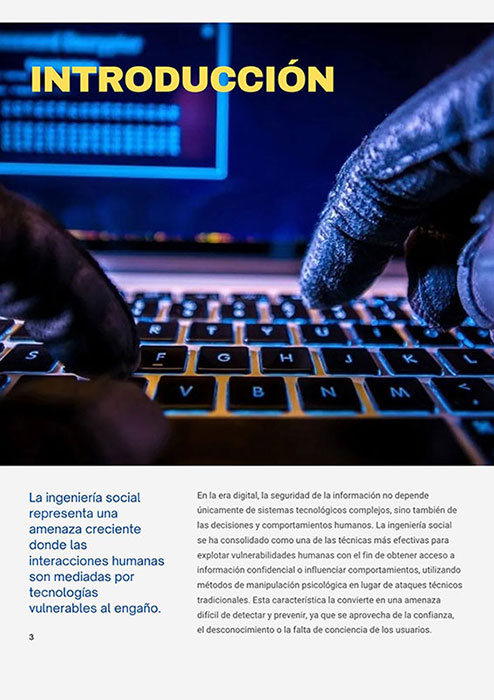 INTRODUCCIÓN
S F G H J K L
V B N
La ingeniería social
representa una
amenaza creciente
donde las
interacciones humanas
son mediadas por
tecnologías
vulnerables al engaño.
En la era digital, la seguridad de la información no depende
únicamente de sistemas tecnológicos complejos, sino también de
las decisiones y comportamientos humanos. La ingeniería social
se ha consolidado como una de las técnicas más efectivas para
explotar vulnerabilidades humanas con el fin de obtener acceso a
información confidencial o influenciar comportamientos, utilizando
métodos de manipulación psicológica en lugar de ataques técnicos
tradicionales. Esta característica la convierte en una amenaza
difícil de detectar y prevenir, ya que se aprovecha de la confianza,
el desconocimiento o la falta de conciencia de los usuarios.
3